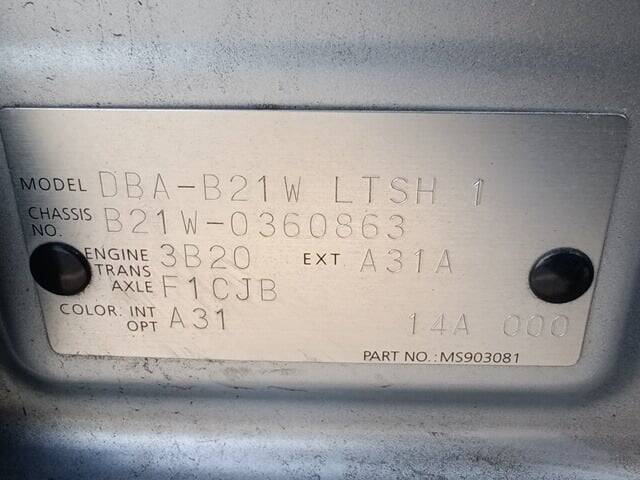 MODEL DBA-B21W LTSH 1
CHASSIS NO. B21W-0360863
ENGINE 3B20 EXT A31A
TRANS AXLE F1CJB
COLOR: INT OPT A31 14A 000
PART NO.: MS903081